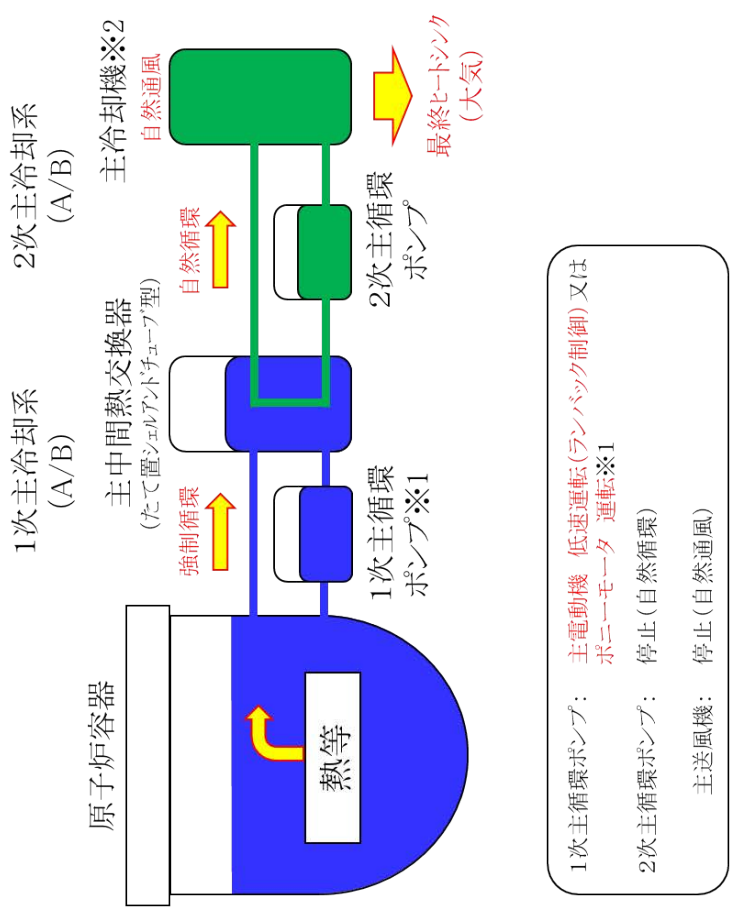 1次主冷却系
(A/B)
2次主冷却系
(A/B)
原子炉容器
主中間熱交換器
(たて置シェルアンドチューブ型)
主冷却機※2
自然通風
強制循環
自然循環
熱等
1次主循環
ポンプ※1
2次主循環
ポンプ
最終ヒートシンク
(大気)
1次主循環ポンプ: 主電動機 低速運転(ランバック制御)又は
ポニーモータ 運転※1
2次主循環ポンプ: 停止(自然循環)
主送風機: 停止(自然通風)